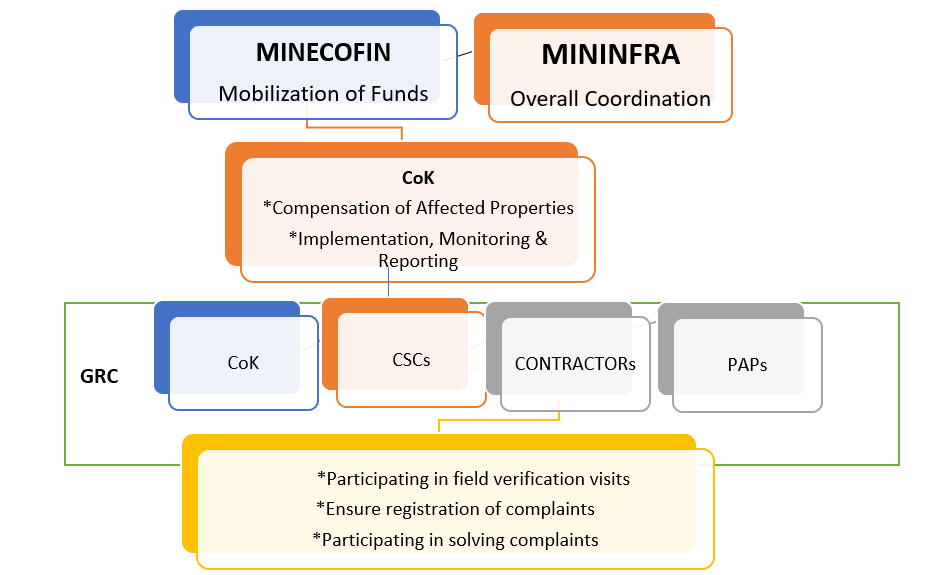 MINECOFIN
Mobilization of Funds
MININFRA
Overall Coordination
CoK
*Compensation of Affected Properties
*Implementation, Monitoring &
Reporting
GRC
CoK
CSCs
CONTRACTORs
PAPs
*Participating in field verification visits
*Ensure registration of complaints
*Participating in solving complaints